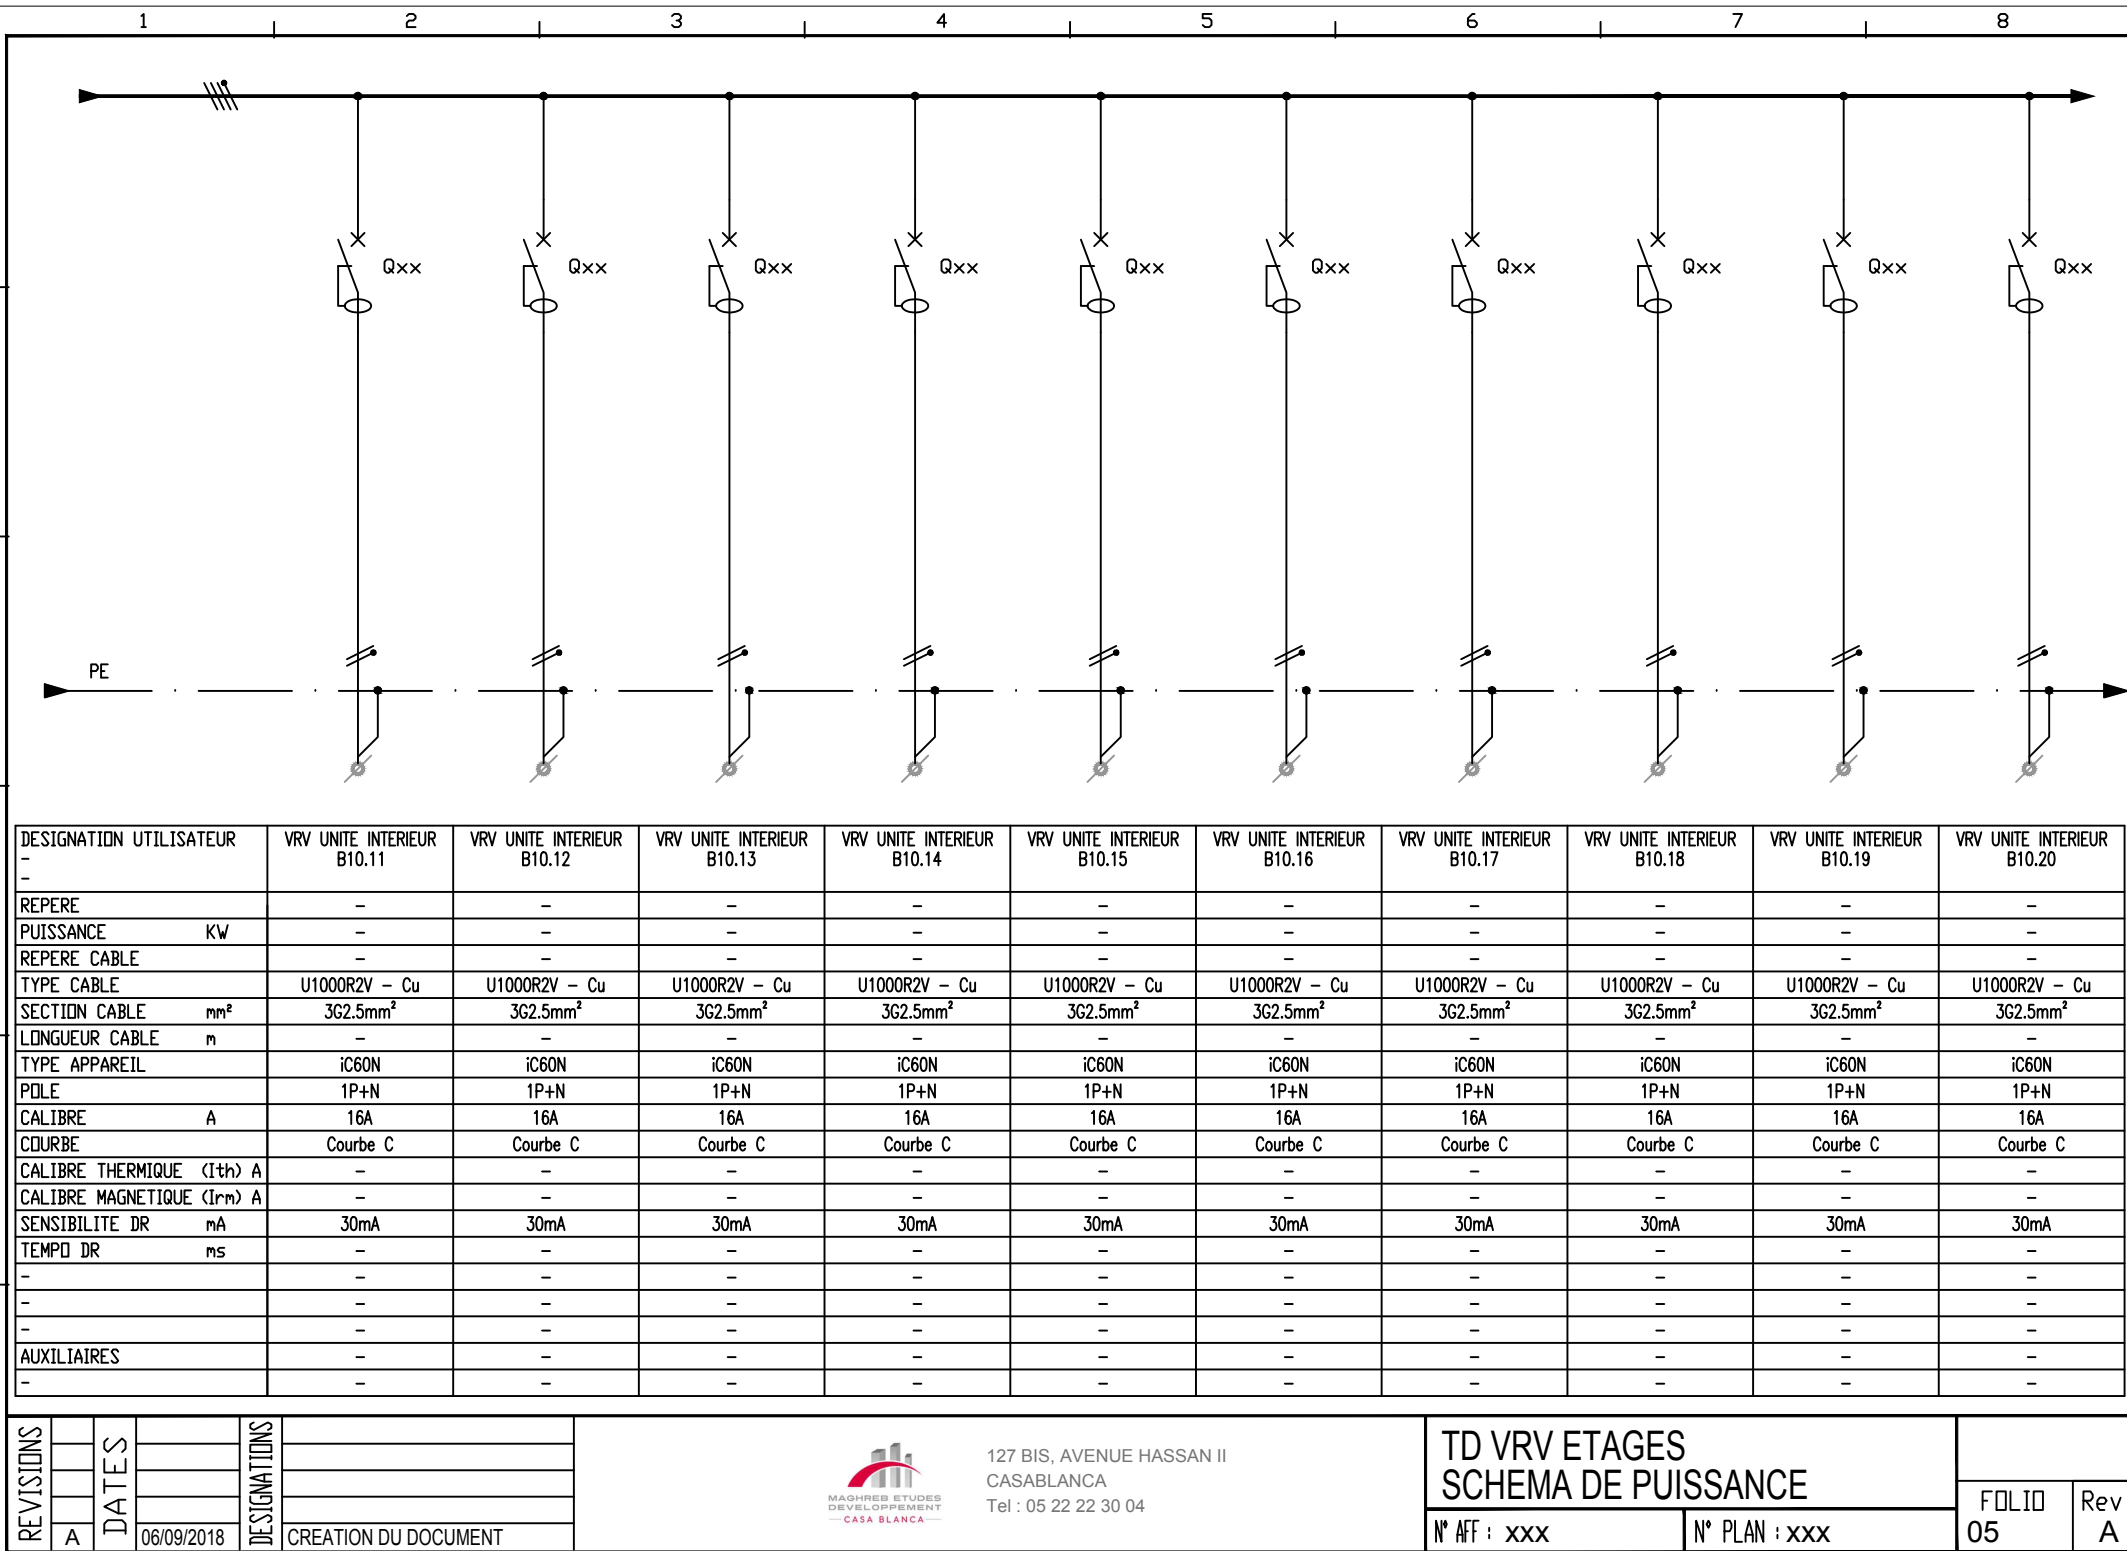 1 2 3 4 5 6 7 8
Qxx Qxx Qxx Qxx Qxx Qxx Qxx Qxx Qxx Qxx
PE
DESIGNATION UTILISATEUR VRV UNITE INTERIEUR VRV UNITE INTERIEUR VRV UNITE INTERIEUR VRV UNITE INTERIEUR VRV UNITE INTERIEUR VRV UNITE INTERIEUR VRV UNITE INTERIEUR VRV UNITE INTERIEUR VRV UNITE INTERIEUR VRV UNITE INTERIEUR
- B10.11 B10.12 B10.13 B10.14 B10.15 B10.16 B10.17 B10.18 B10.19 B10.20
-
REPERE - - - - - - - - - -
PUISSANCE KW - - - - - - - - - -
REPERE CABLE - - - - - - - - - -
TYPE CABLE U1000R2V - Cu U1000R2V - Cu U1000R2V - Cu U1000R2V - Cu U1000R2V - Cu U1000R2V - Cu U1000R2V - Cu U1000R2V - Cu U1000R2V - Cu U1000R2V - Cu
SECTION CABLE mm² 3G2.5mm² 3G2.5mm² 3G2.5mm² 3G2.5mm² 3G2.5mm² 3G2.5mm² 3G2.5mm² 3G2.5mm² 3G2.5mm² 3G2.5mm²
LONGUEUR CABLE m - - - - - - - - - -
TYPE APPAREIL iC60N iC60N iC60N iC60N iC60N iC60N iC60N iC60N iC60N iC60N
POLE 1P+N 1P+N 1P+N 1P+N 1P+N 1P+N 1P+N 1P+N 1P+N 1P+N
CALIBRE A 16A 16A 16A 16A 16A 16A 16A 16A 16A 16A
COURBE Courbe C Courbe C Courbe C Courbe C Courbe C Courbe C Courbe C Courbe C Courbe C Courbe C
CALIBRE THERMIQUE (Ith) A - - - - - - - - - -
CALIBRE MAGNETIQUE (Irm) A - - - - - - - - - -
SENSIBILITE DR mA 30mA 30mA 30mA 30mA 30mA 30mA 30mA 30mA 30mA 30mA
TEMPO DR ms - - - - - - - - - -
- - - - - - - - - - -
- - - - - - - - - - -
- - - - - - - - - - -
AUXILIAIRES - - - - - - - - - -
- - - - - - - - - - -
REVISIONS
A
DATES
06/09/2018
DESIGNATIONS
CREATION DU DOCUMENT
MAGHREB ETUDES
DEVELOPPEMENT
CASA BLANCA
127 BIS, AVENUE HASSAN II
CASABLANCA
Tel : 05 22 22 30 04
TD VRV ETAGES
SCHEMA DE PUISSANCE
N° AFF : xxx
N° PLAN : xxx
FOLIO
05
Rev
A